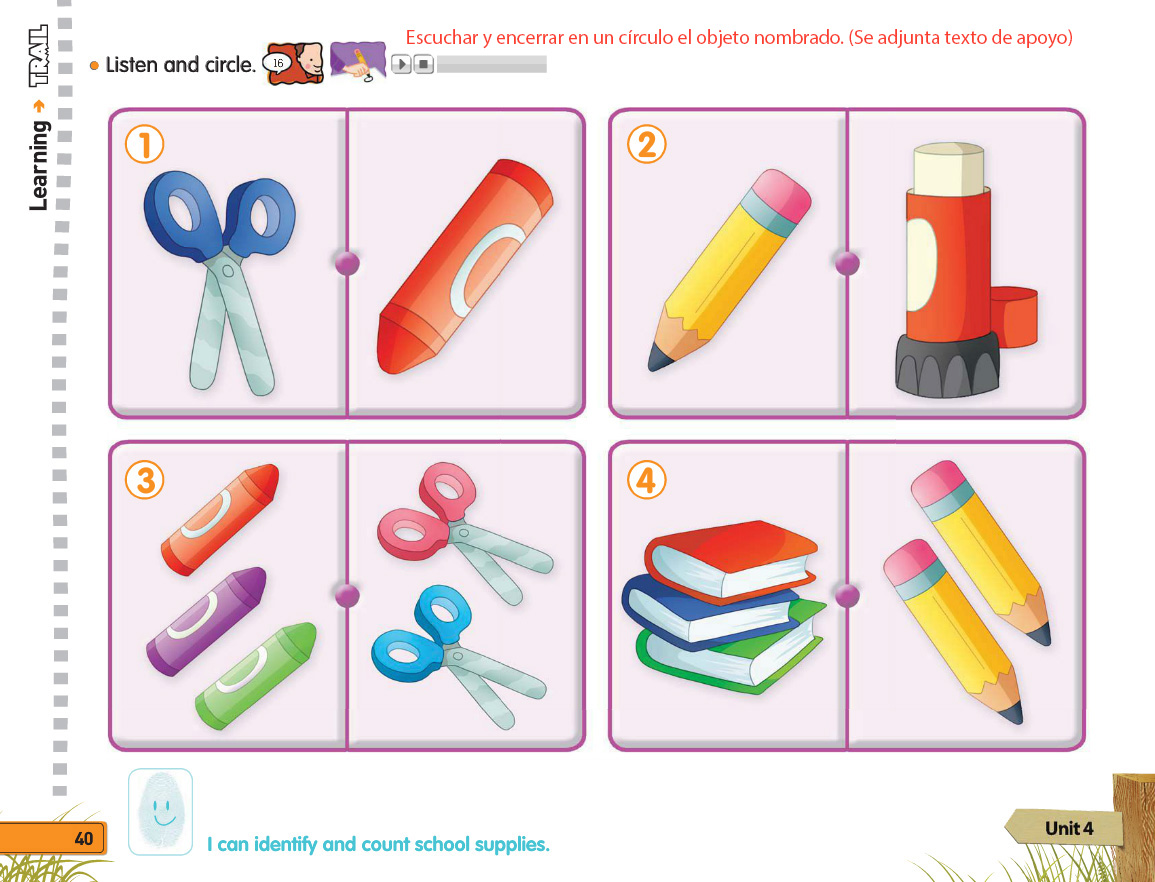 Learning → TRAIL
Escuchar y encerrar en un círculo el objeto nombrado. (Se adjunta texto de apoyo)
• Listen and circle.
16
1
2
3
4
40
I can identify and count school supplies.
Unit 4